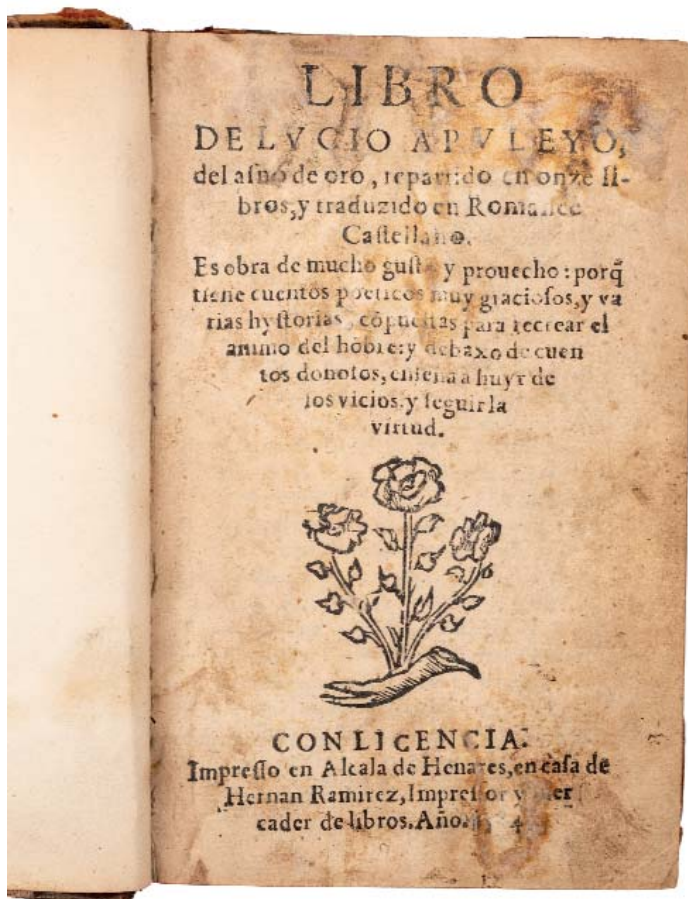 LIBRO
DE LVCIO APVLEYO,
del aſno de oro, repartido en onze li-
bros, y traduzido en Romance
Caſtellano.
Es obra de mucho guſto y prouecho: porq̃
tiene cuentos poeticos muy gracioſos, y va
rias hyſtorias, cõpueſtas para recrear el
animo del hõbre: y debaxo de cuen
tos donoſos, enſeña a huyr de
los vicios. y ſeguir la
virtud.
CON LICENCIA.
Impreſſo en Alcala de Henares, en caſa de
Hernan Ramirez, Impreſſor y Mer
cader de libros. Año.